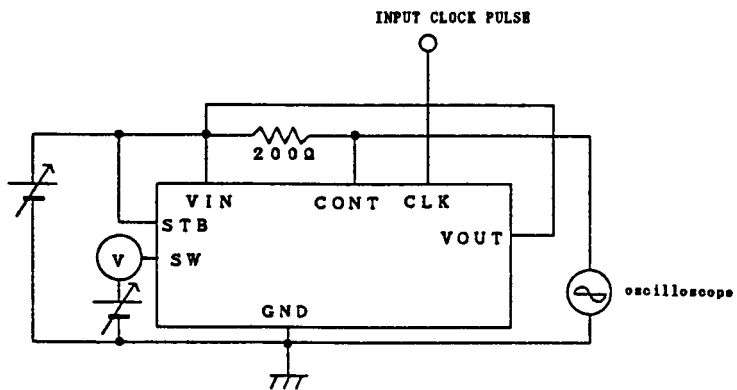 INPUT CLOCK PULSE
200Ω
VIN
CONT
CLK
STB
VOUT
V
SW
GND
oscilloscope